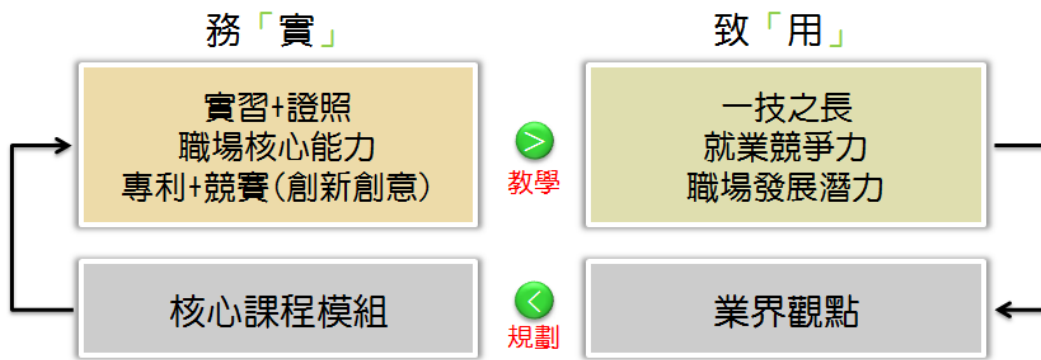 務「實」
致「用」
實習+證照
職場核心能力
專利+競賽(創新創意)
>
教學
一技之長
就業競爭力
職場發展潛力
核心課程模組
<
規劃
業界觀點